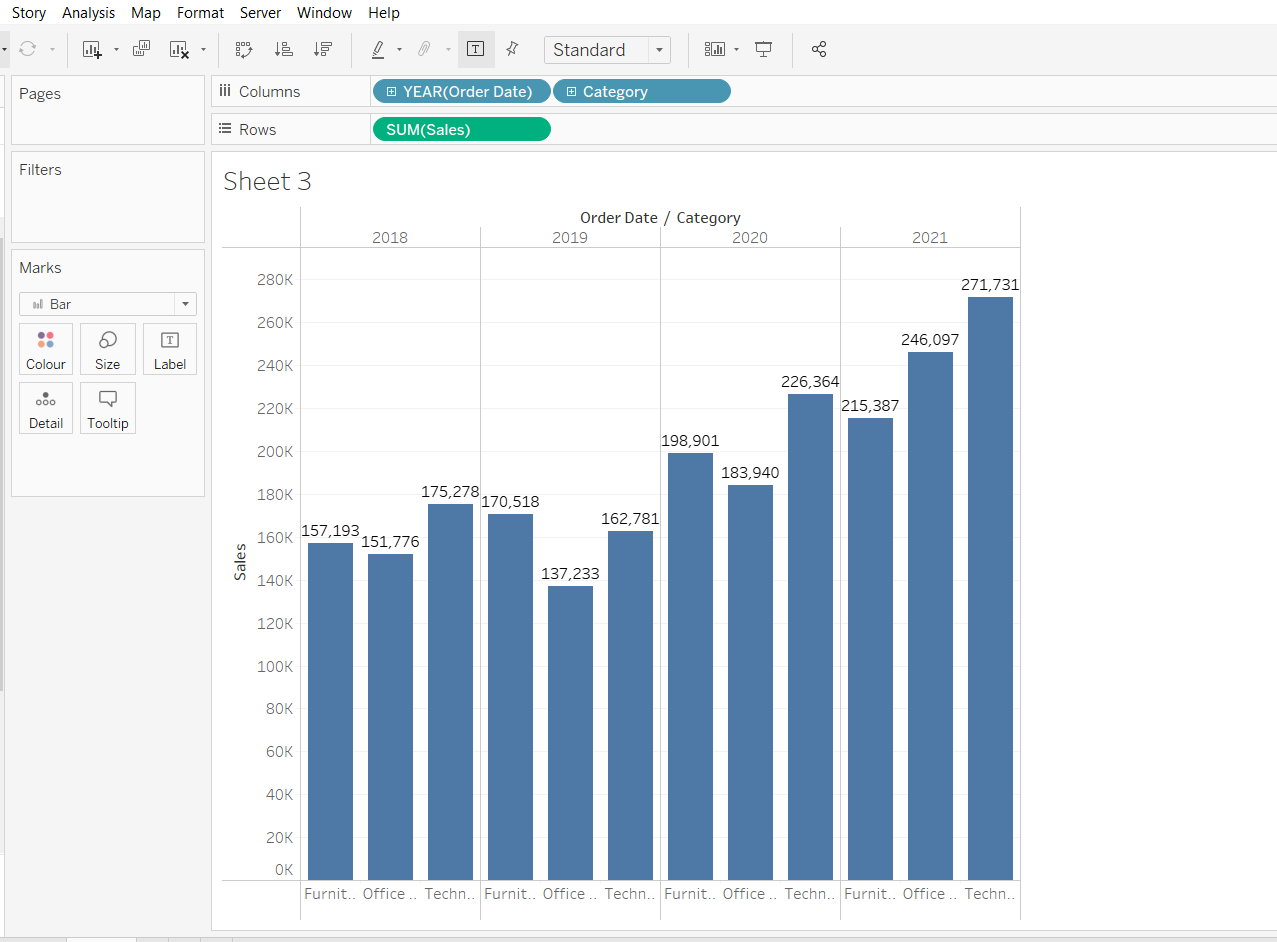 Story Analysis Map Format Server Window Help
Standard
Pages
Columns YEAR(Order Date) Category
Rows SUM(Sales)
Filters
Marks
Bar
Colour Size T Label
Detail Tooltip
Sheet 3
Order Date / Category
2018 2019 2020 2021
Sales
280K
260K
240K
220K
200K
180K
160K
140K
120K
100K
80K
60K
40K
20K
0K
157,193 151,776 175,278 170,518 137,233 162,781 198,901 183,940 226,364 215,387 246,097 271,731
Furnit.. Office .. Techn.. Furnit.. Office .. Techn.. Furnit.. Office .. Techn.. Furnit.. Office .. Techn..